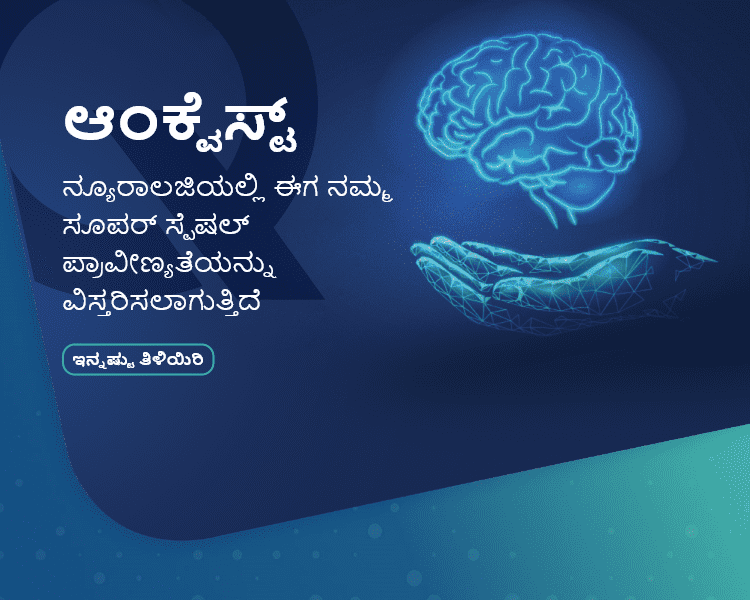 ಆಂಕ್ವೆಸ್ಟ್
ನ್ಯೂರಾಲಜಿಯಲ್ಲಿ ಈಗ ನಮ್ಮ
ಸೂಪರ್ ಸ್ಪೆಷಲ್
ಪ್ರಾವೀಣ್ಯತೆಯನ್ನು
ವಿಸ್ತರಿಸಲಾಗುತ್ತಿದೆ
ಇನ್ನಷ್ಟು ತಿಳಿಯಿರಿ